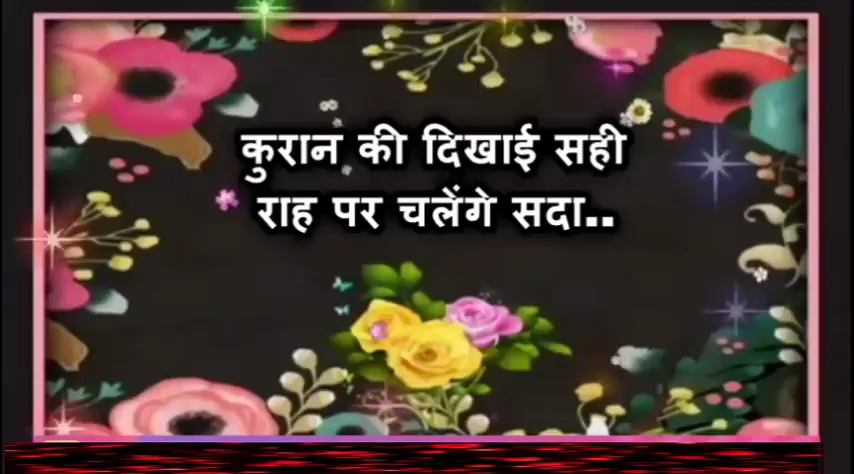 कुरान की दिखाई सही
राह पर चलेंगे सदा..